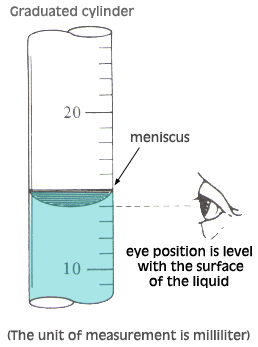 Graduated cylinder
20
meniscus
eye position is level
with the surface
of the liquid
10
(The unit of measurement is milliliter)